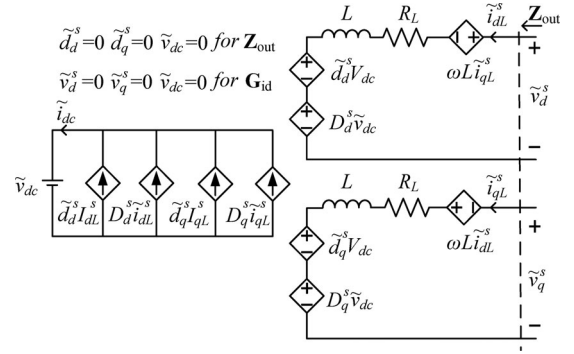 d̃_d^s=0 d̃_q^s=0 ṽ_dc=0 for Z_out
ṽ_d^s=0 ṽ_q^s=0 ṽ_dc=0 for G_id
ĩ_dc
ṽ_dc
d̃_d^s I_dL^s D_d^s ĩ_dL^s d̃_q^s I_qL^s D_q^s ĩ_qL^s
L R_L ĩ_dL^s Z_out
+ − d̃_d^s V_dc
+ − D_d^s ṽ_dc
+ − ωLĩ_qL^s
+
ṽ_d^s
−
L R_L ĩ_qL^s
+ − d̃_q^s V_dc
+ − D_q^s ṽ_dc
+ − ωLĩ_dL^s
+
ṽ_q^s
−